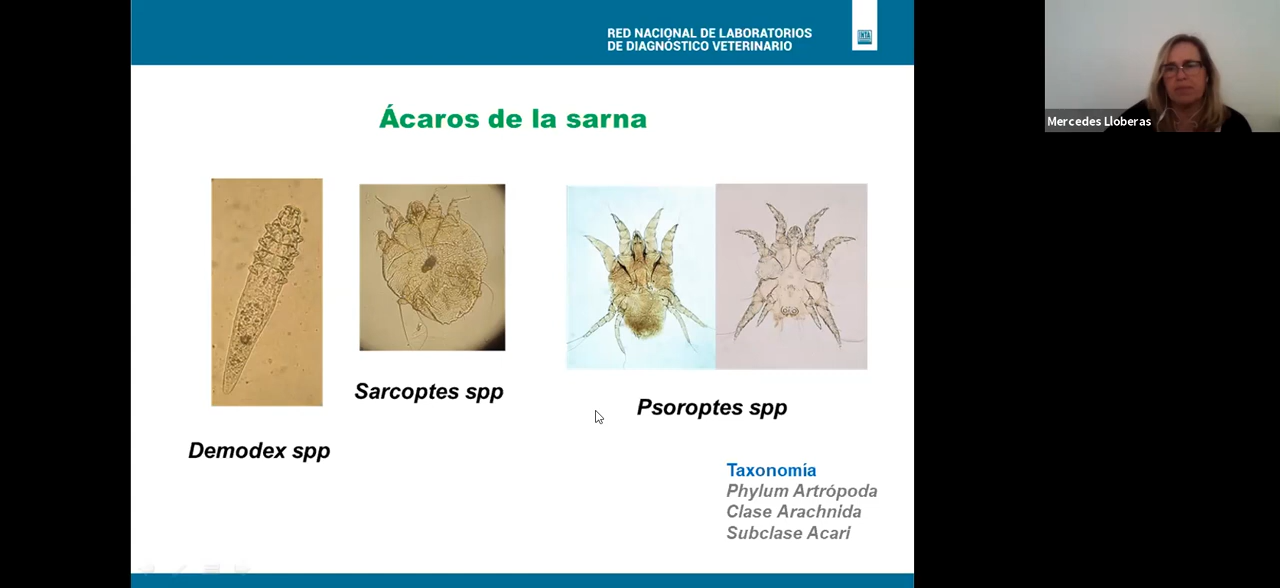 RED NACIONAL DE LABORATORIOS
DE DIAGNÓSTICO VETERINARIO
INTA
Mercedes Lloberas
Ácaros de la sarna
Sarcoptes spp
Psoroptes spp
Demodex spp
Taxonomía
Phylum Artrópoda
Clase Arachnida
Subclase Acari